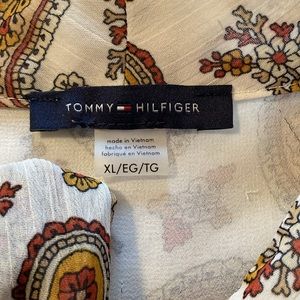 TOMMY HILFIGER
made in Vietnam
hecho en Vietnam
fabriqué en Vietnam
XL/EG/TG